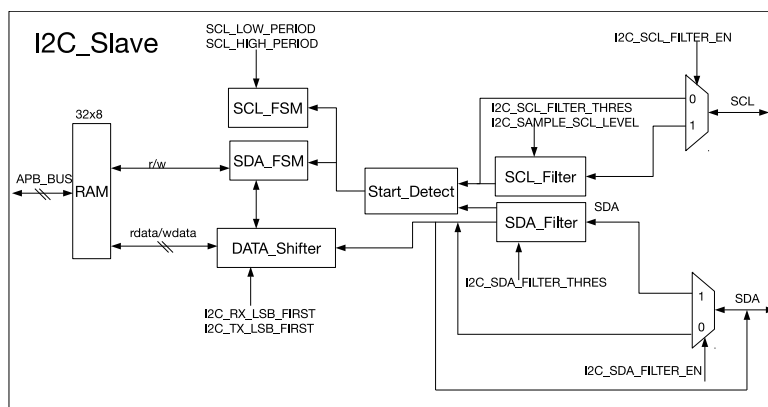 I2C_Slave
SCL_LOW_PERIOD
SCL_HIGH_PERIOD
I2C_SCL_FILTER_EN
SCL_FSM
0
1
SCL
I2C_SCL_FILTER_THRES
I2C_SAMPLE_SCL_LEVEL
32x8
RAM
APB_BUS
r/w
SDA_FSM
Start_Detect
SCL_Filter
SDA
SDA_Filter
rdata/wdata
DATA_Shifter
I2C_SDA_FILTER_THRES
I2C_RX_LSB_FIRST
I2C_TX_LSB_FIRST
1
0
SDA
I2C_SDA_FILTER_EN